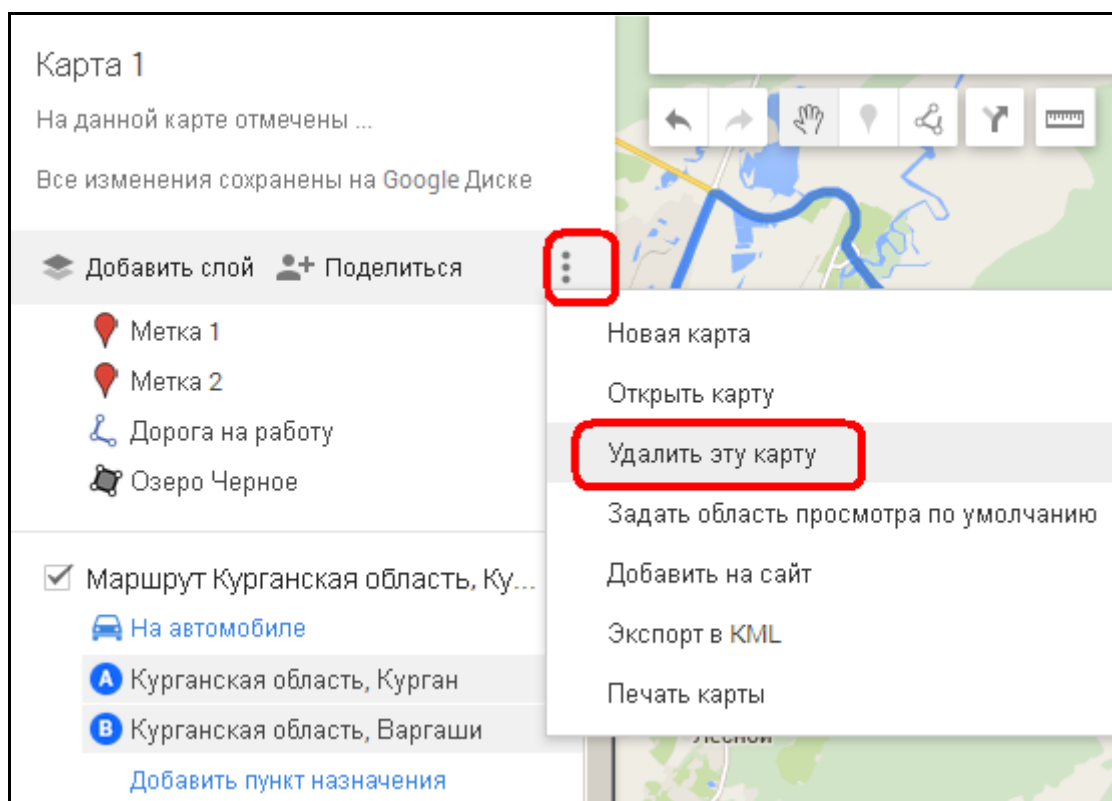 Карта 1
На данной карте отмечены ...
Все изменения сохранены на Google Диске
Добавить слой Поделиться
Метка 1
Метка 2
Дорога на работу
Озеро Черное
Маршрут Курганская область, Ку...
На автомобиле
A Курганская область, Курган
B Курганская область, Варгаши
Добавить пункт назначения
Новая карта
Открыть карту
Удалить эту карту
Задать область просмотра по умолчанию
Добавить на сайт
Экспорт в KML
Печать карты
Лесной